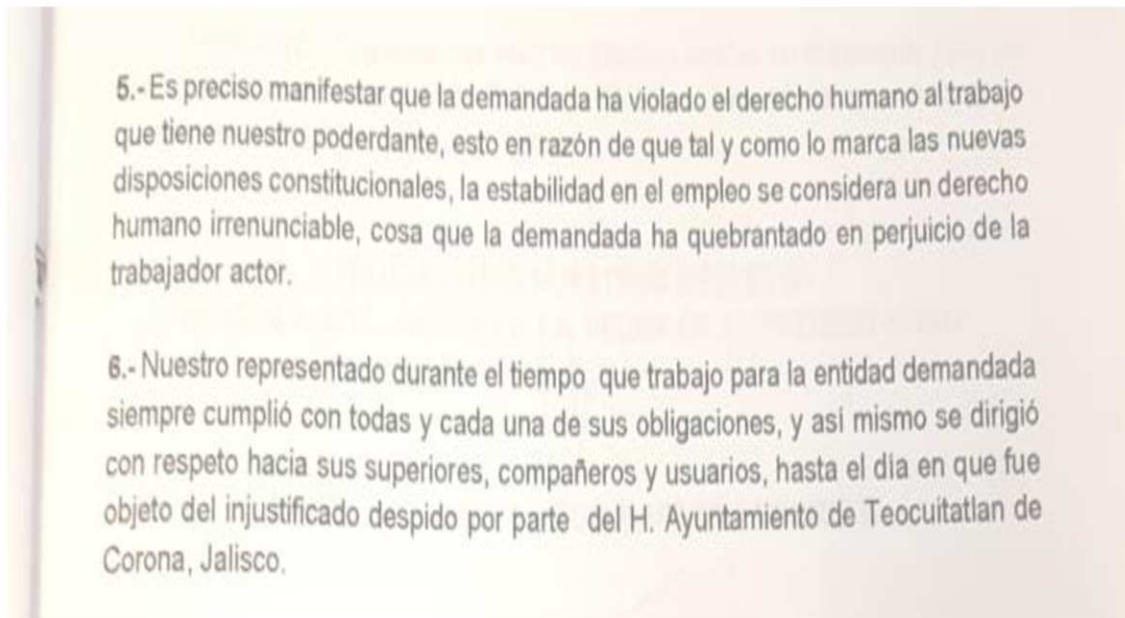 5.- Es preciso manifestar que la demandada ha violado el derecho humano al trabajo
que tiene nuestro poderdante, esto en razón de que tal y como lo marca las nuevas
disposiciones constitucionales, la estabilidad en el empleo se considera un derecho
humano irrenunciable, cosa que la demandada ha quebrantado en perjuicio de la
trabajador actor.
6.- Nuestro representado durante el tiempo que trabajo para la entidad demandada
siempre cumplió con todas y cada una de sus obligaciones, y asi mismo se dirigió
con respeto hacia sus superiores, compañeros y usuarios, hasta el dia en que fue
objeto del injustificado despido por parte del H. Ayuntamiento de Teocuitatlan de
Corona, Jalisco.